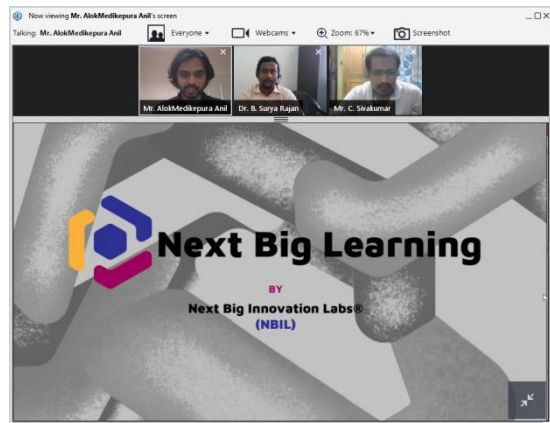 Now viewing Mr. AlokMedikepura Anil's screen
Talking: Mr. AlokMedikepura Anil Everyone Webcams Zoom: 67% Screenshot
Mr. AlokMedikepura Anil Dr. B. Surya Rajan Mr. C. Sivakumar
Next Big Learning
BY
Next Big Innovation Labs®
(NBIL)